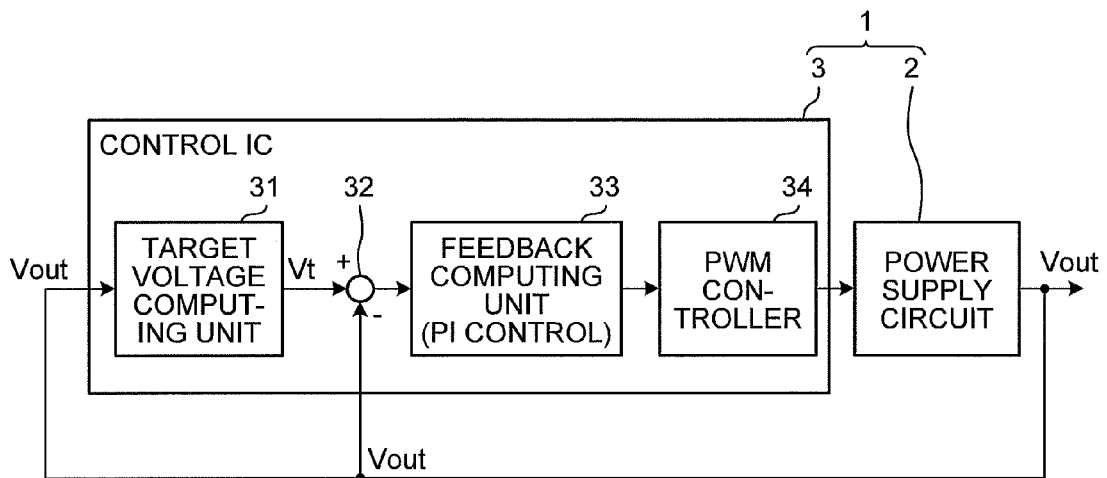 1
3
2
CONTROL IC
31
32
33
34
Vout
TARGET
VOLTAGE
COMPUT-
ING UNIT
Vt
+
-
FEEDBACK
COMPUTING
UNIT
(PI CONTROL)
PWM
CON-
TROLLER
POWER
SUPPLY
CIRCUIT
Vout
Vout